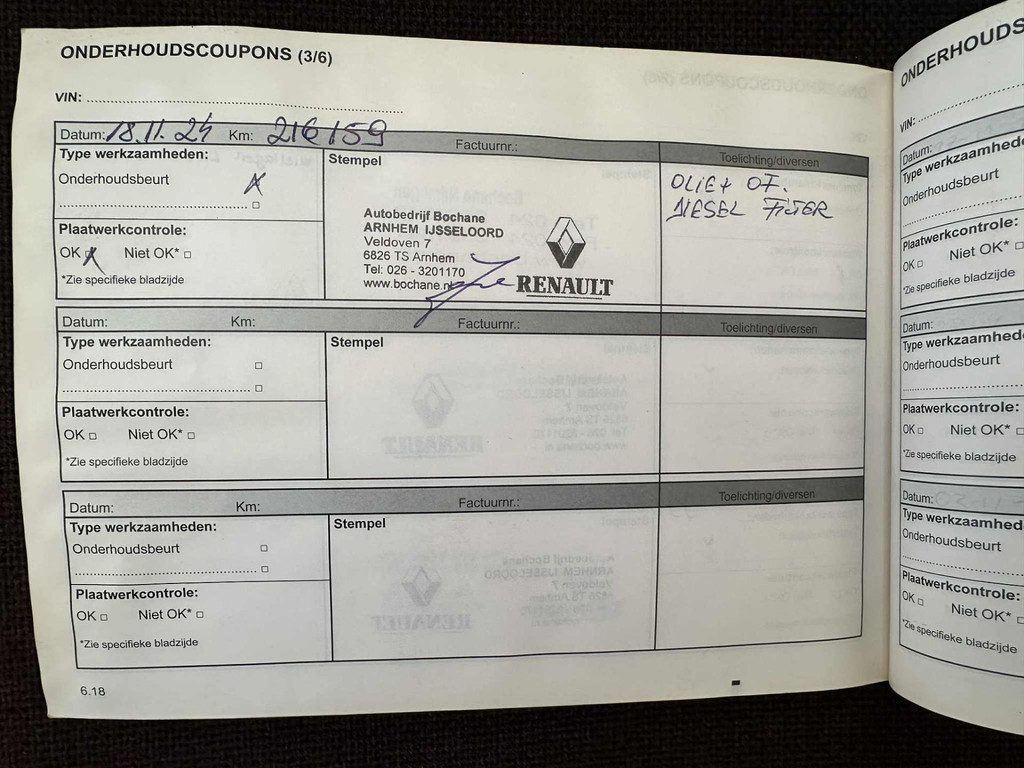 ONDERHOUDSCOUPONS (3/6)
VIN:
Datum: 18.11.24 Km: 216159 Factuurnr.:
Type werkzaamheden:
Onderhoudsbeurt X
Plaatwerkcontrole:
OK X Niet OK* □
*Zie specifieke bladzijde
Stempel
Autobedrijf Bochane
ARNHEM IJSSELOORD
Veldoven 7
6826 TS Arnhem
Tel: 026 - 3201170
www.bochane.nl
RENAULT
Toelichting/diversen
OLIE+ OF.
DIESEL FILTER
Datum: Km: Factuurnr.:
Type werkzaamheden:
Onderhoudsbeurt □
Plaatwerkcontrole:
OK □ Niet OK* □
*Zie specifieke bladzijde
Stempel
Toelichting/diversen
Datum: Km: Factuurnr.:
Type werkzaamheden:
Onderhoudsbeurt □
Plaatwerkcontrole:
OK □ Niet OK* □
*Zie specifieke bladzijde
Stempel
Toelichting/diversen
6.18
ONDERHOUDS
VIN:
Datum:
Type werkzaamhede
Onderhoudsbeurt
Plaatwerkcontrole:
OK □ Niet OK* □
*Zie specifieke bladzijde
Datum:
Type werkzaamhede
Onderhoudsbeurt
Plaatwerkcontrole:
OK □ Niet OK* □
*Zie specifieke bladzijde
Datum:
Type werkzaamhed
Onderhoudsbeurt
Plaatwerkcontrole:
OK □ Niet OK* □
*Zie specifieke bladzijde